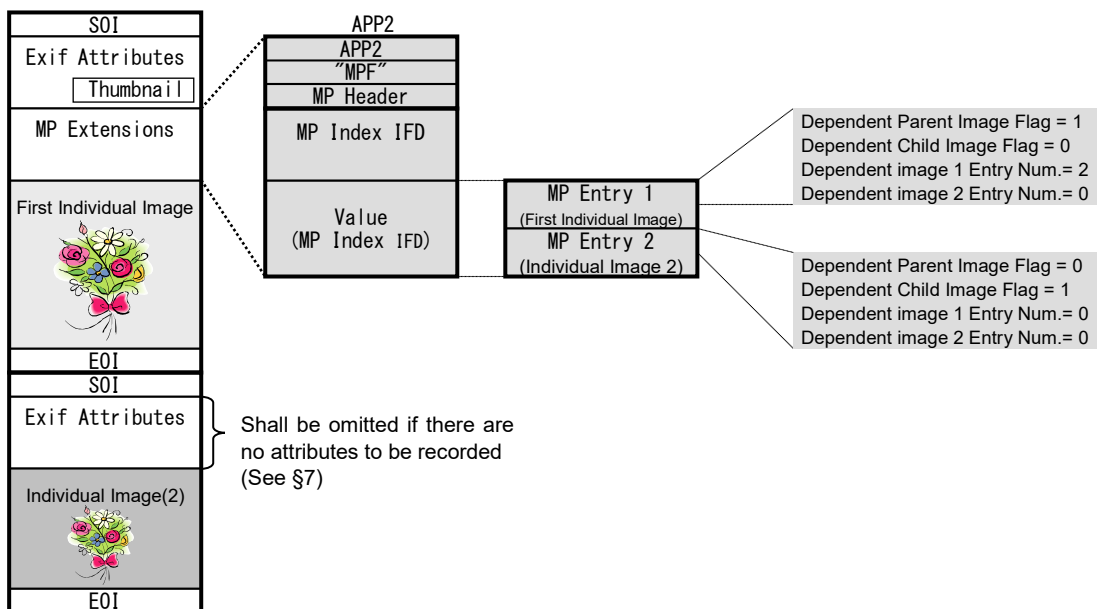 SOI
Exif Attributes
Thumbnail
MP Extensions
First Individual Image
EOI
SOI
Exif Attributes
Individual Image(2)
EOI
APP2
APP2
"MPF"
MP Header
MP Index IFD
Value
(MP Index IFD)
MP Entry 1
(First Individual Image)
MP Entry 2
(Individual Image 2)
Dependent Parent Image Flag = 1
Dependent Child Image Flag = 0
Dependent image 1 Entry Num.= 2
Dependent image 2 Entry Num.= 0
Dependent Parent Image Flag = 0
Dependent Child Image Flag = 1
Dependent image 1 Entry Num.= 0
Dependent image 2 Entry Num.= 0
Shall be omitted if there are
no attributes to be recorded
(See §7)